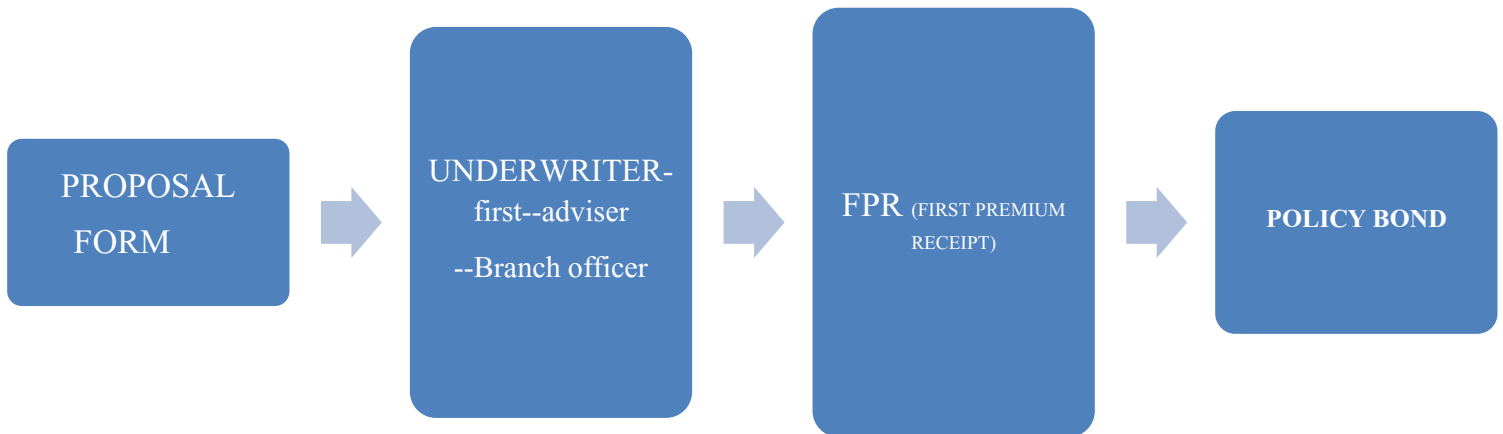 PROPOSAL
FORM
UNDERWRITER-
first--adviser
--Branch officer
FPR (FIRST PREMIUM
RECEIPT)
POLICY BOND